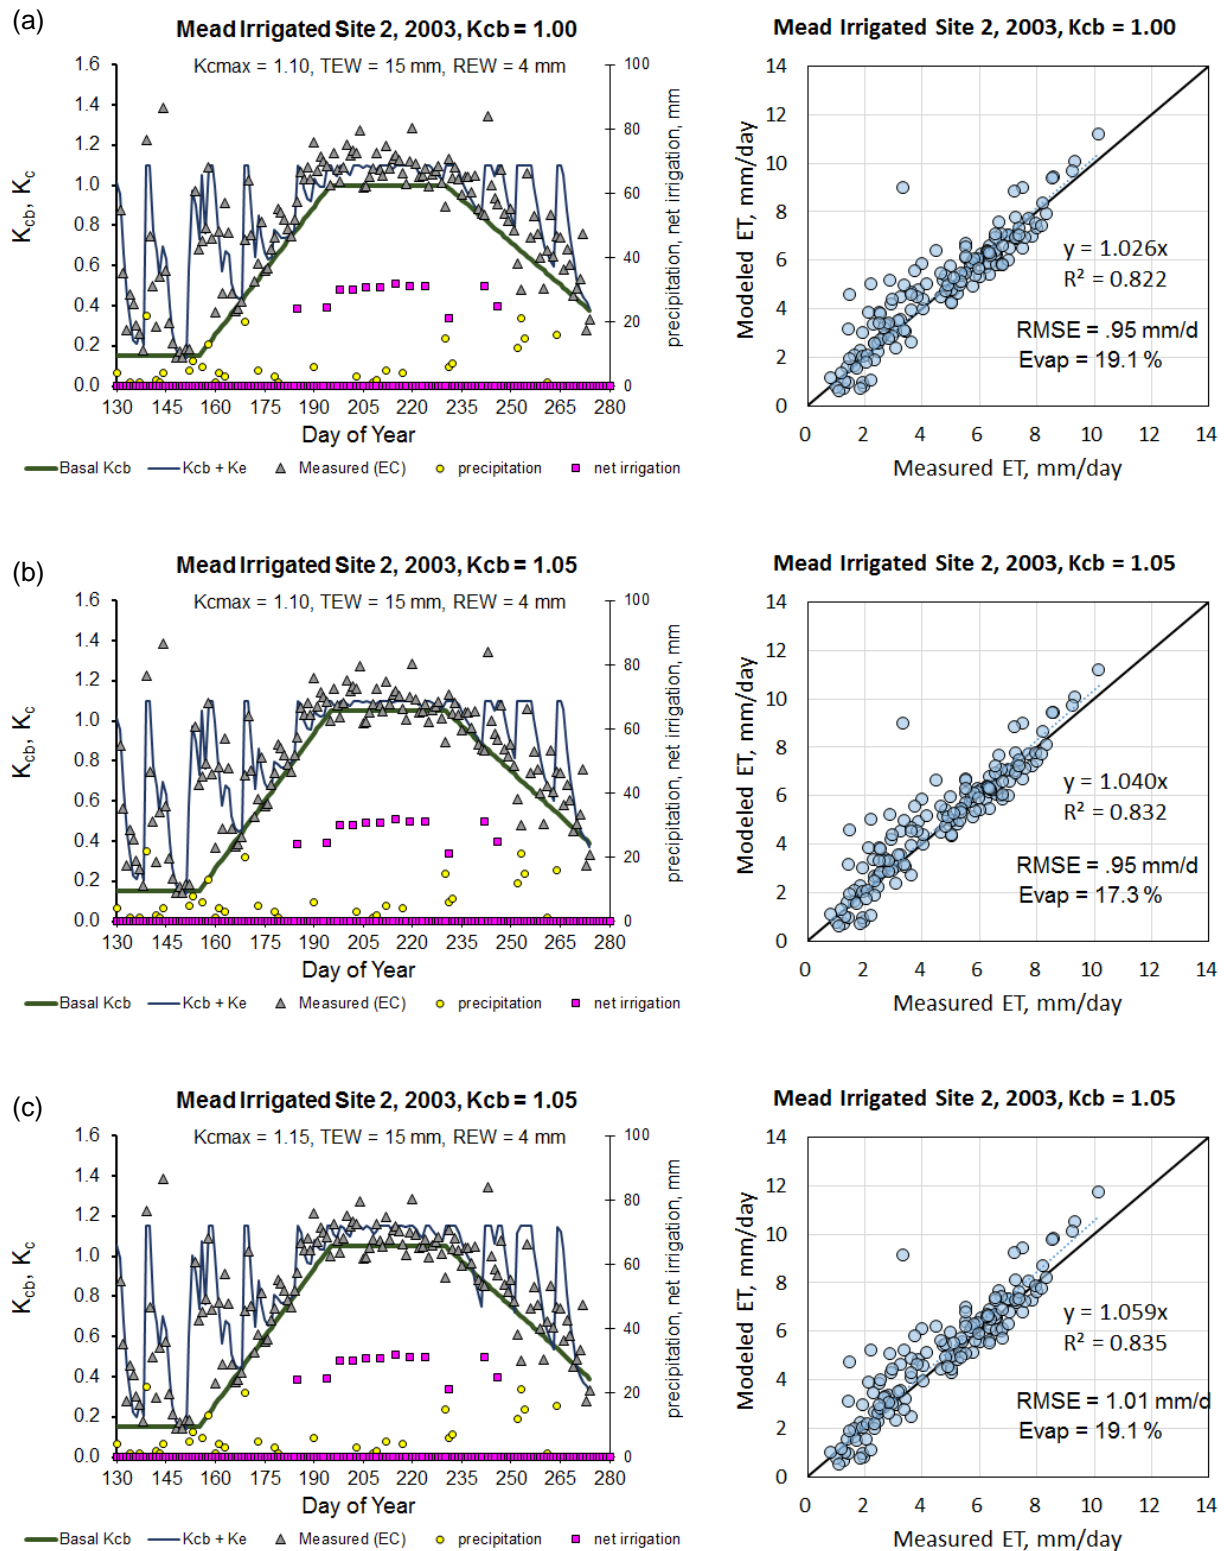 (a)
Mead Irrigated Site 2, 2003, Kcb = 1.00
Kcmax = 1.10, TEW = 15 mm, REW = 4 mm
1.6
1.4
1.2
1.0
0.8
0.6
0.4
0.2
0.0
Kcb, Kc
100
80
60
40
20
0
precipitation, net irrigation, mm
130 145 160 175 190 205 220 235 250 265 280
Day of Year
Basal Kcb Kcb + Ke Measured (EC) precipitation net irrigation
Mead Irrigated Site 2, 2003, Kcb = 1.00
14
12
10
8
6
4
2
0
Modeled ET, mm/day
y = 1.026x
R² = 0.822
RMSE = .95 mm/d
Evap = 19.1 %
0 2 4 6 8 10 12 14
Measured ET, mm/day
(b)
Mead Irrigated Site 2, 2003, Kcb = 1.05
Kcmax = 1.10, TEW = 15 mm, REW = 4 mm
1.6
1.4
1.2
1.0
0.8
0.6
0.4
0.2
0.0
Kcb, Kc
100
80
60
40
20
0
precipitation, net irrigation, mm
130 145 160 175 190 205 220 235 250 265 280
Day of Year
Basal Kcb Kcb + Ke Measured (EC) precipitation net irrigation
Mead Irrigated Site 2, 2003, Kcb = 1.05
14
12
10
8
6
4
2
0
Modeled ET, mm/day
y = 1.040x
R² = 0.832
RMSE = .95 mm/d
Evap = 17.3 %
0 2 4 6 8 10 12 14
Measured ET, mm/day
(c)
Mead Irrigated Site 2, 2003, Kcb = 1.05
Kcmax = 1.15, TEW = 15 mm, REW = 4 mm
1.6
1.4
1.2
1.0
0.8
0.6
0.4
0.2
0.0
Kcb, Kc
100
80
60
40
20
0
precipitation, net irrigation, mm
130 145 160 175 190 205 220 235 250 265 280
Day of Year
Basal Kcb Kcb + Ke Measured (EC) precipitation net irrigation
Mead Irrigated Site 2, 2003, Kcb = 1.05
14
12
10
8
6
4
2
0
Modeled ET, mm/day
y = 1.059x
R² = 0.835
RMSE = 1.01 mm/d
Evap = 19.1 %
0 2 4 6 8 10 12 14
Measured ET, mm/day